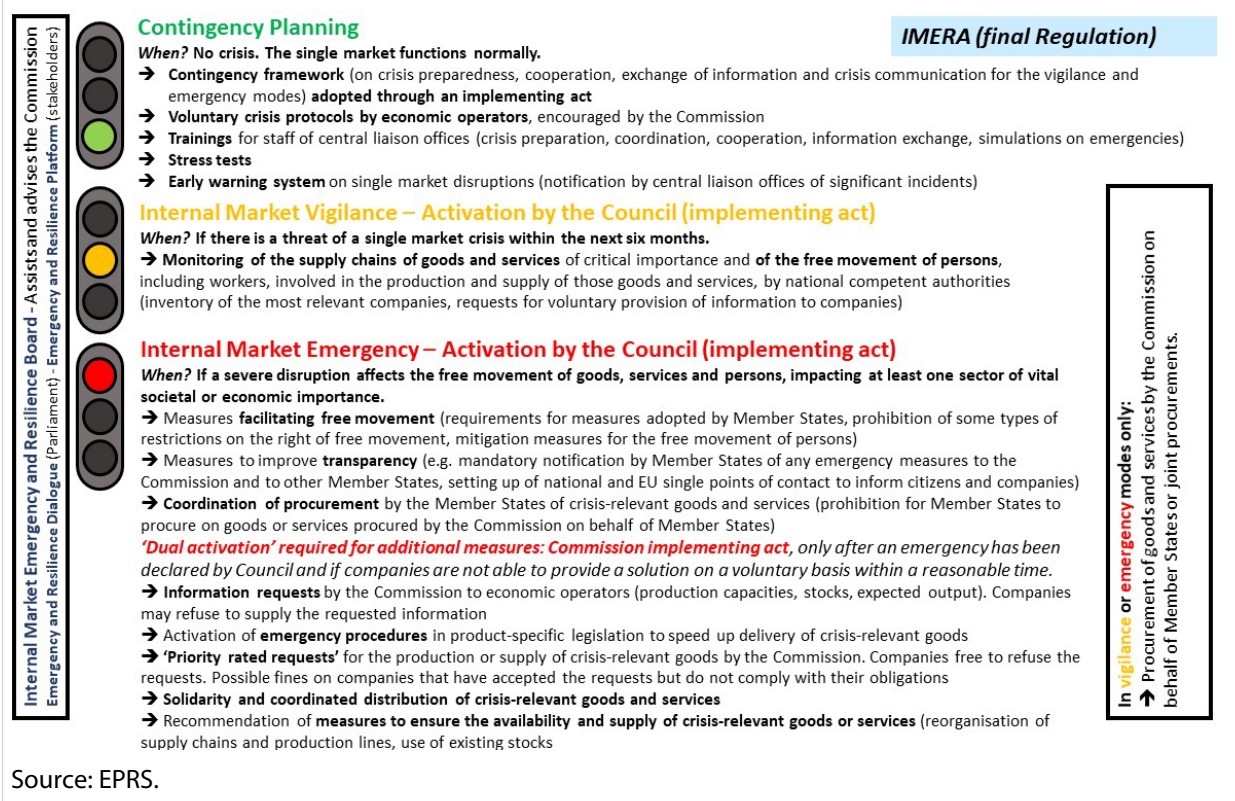 Internal Market Emergency and Resilience Board - Assists and advises the Commission
Emergency and Resilience Dialogue (Parliament) - Emergency and Resilience Platform (stakeholders)
IMERA (final Regulation)
Contingency Planning
When? No crisis. The single market functions normally.
→ Contingency framework (on crisis preparedness, cooperation, exchange of information and crisis communication for the vigilance and
emergency modes) adopted through an implementing act
→ Voluntary crisis protocols by economic operators, encouraged by the Commission
→ Trainings for staff of central liaison offices (crisis preparation, coordination, cooperation, information exchange, simulations on emergencies)
→ Stress tests
→ Early warning system on single market disruptions (notification by central liaison offices of significant incidents)
Internal Market Vigilance – Activation by the Council (implementing act)
When? If there is a threat of a single market crisis within the next six months.
→ Monitoring of the supply chains of goods and services of critical importance and of the free movement of persons,
including workers, involved in the production and supply of those goods and services, by national competent authorities
(inventory of the most relevant companies, requests for voluntary provision of information to companies)
Internal Market Emergency – Activation by the Council (implementing act)
When? If a severe disruption affects the free movement of goods, services and persons, impacting at least one sector of vital
societal or economic importance.
→ Measures facilitating free movement (requirements for measures adopted by Member States, prohibition of some types of
restrictions on the right of free movement, mitigation measures for the free movement of persons)
→ Measures to improve transparency (e.g. mandatory notification by Member States of any emergency measures to the
Commission and to other Member States, setting up of national and EU single points of contact to inform citizens and companies)
→ Coordination of procurement by the Member States of crisis-relevant goods and services (prohibition for Member States to
procure on goods or services procured by the Commission on behalf of Member States)
‘Dual activation’ required for additional measures: Commission implementing act, only after an emergency has been
declared by Council and if companies are not able to provide a solution on a voluntary basis within a reasonable time.
→ Information requests by the Commission to economic operators (production capacities, stocks, expected output). Companies
may refuse to supply the requested information
→ Activation of emergency procedures in product-specific legislation to speed up delivery of crisis-relevant goods
→ ‘Priority rated requests’ for the production or supply of crisis-relevant goods by the Commission. Companies free to refuse the
requests. Possible fines on companies that have accepted the requests but do not comply with their obligations
→ Solidarity and coordinated distribution of crisis-relevant goods and services
→ Recommendation of measures to ensure the availability and supply of crisis-relevant goods or services (reorganisation of
supply chains and production lines, use of existing stocks
In vigilance or emergency modes only:
→ Procurement of goods and services by the Commission on
behalf of Member States or joint procurements.
Source: EPRS.